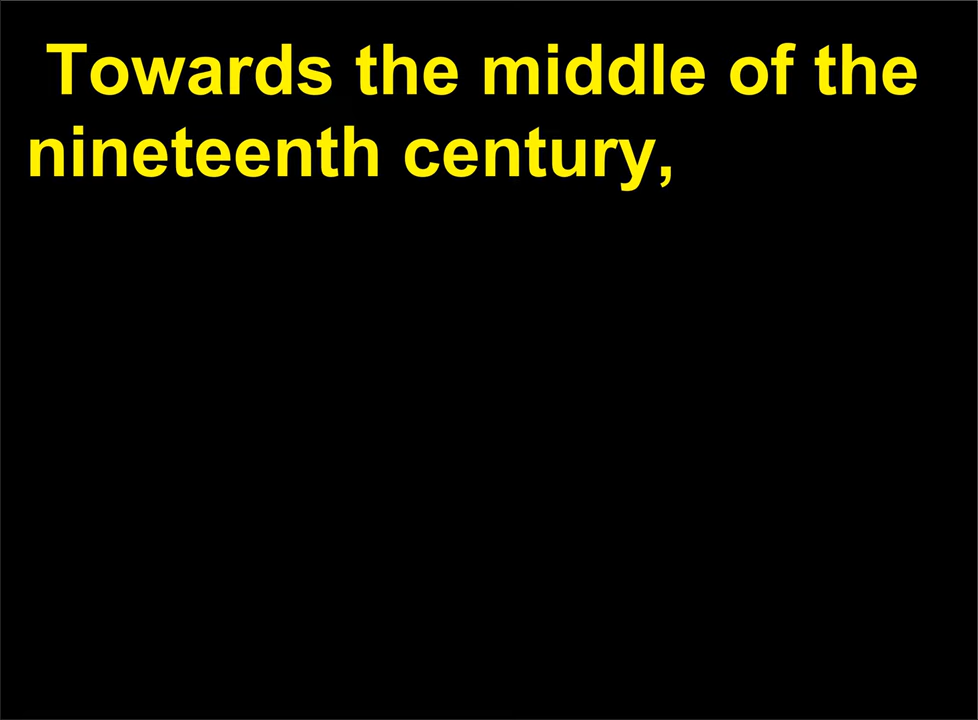 Towards the middle of the
nineteenth century,